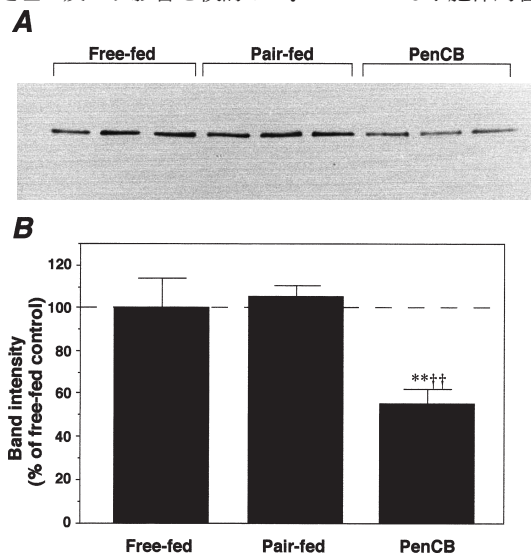 A
Free-fed Pair-fed PenCB
B
Band intensity
(% of free-fed control)
120
100
80
60
40
20
0
**††
Free-fed Pair-fed PenCB